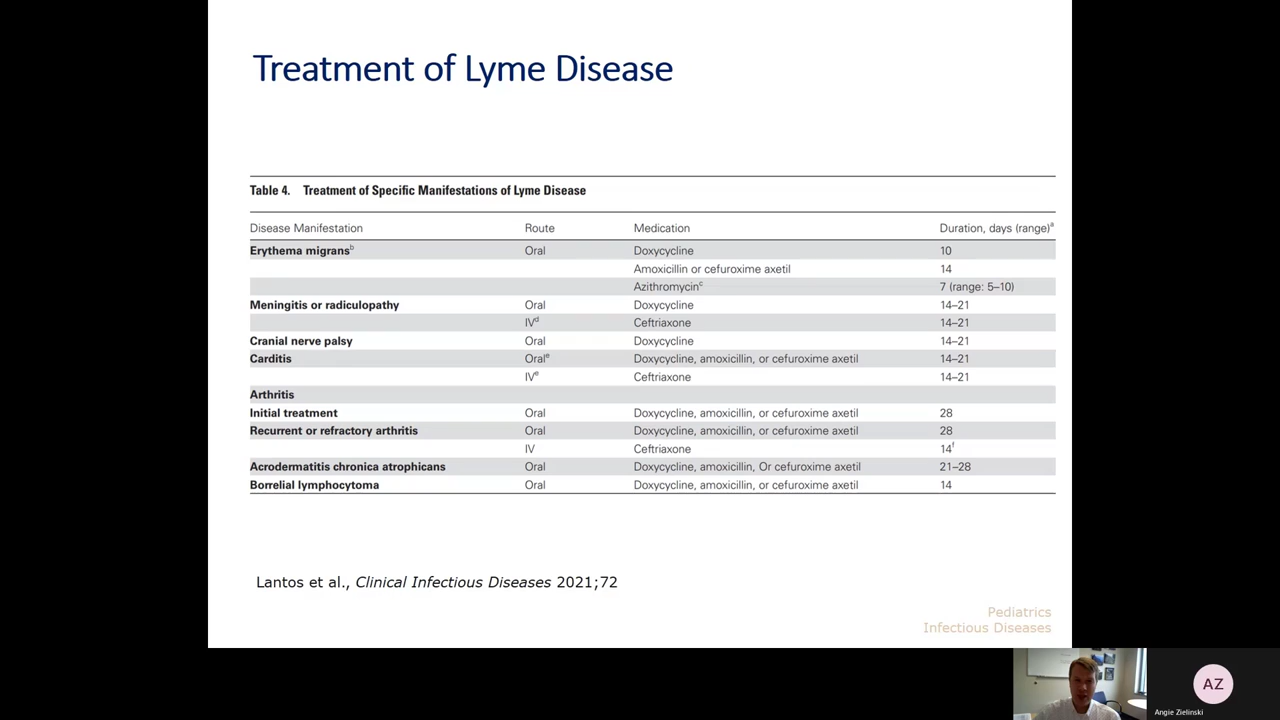 Treatment of Lyme Disease
Table 4. Treatment of Specific Manifestations of Lyme Disease
Disease Manifestation Route Medication Duration, days (range)a
Erythema migransb Oral Doxycycline 10
Amoxicillin or cefuroxime axetil 14
Azithromycinc 7 (range: 5–10)
Meningitis or radiculopathy Oral Doxycycline 14–21
IVd Ceftriaxone 14–21
Cranial nerve palsy Oral Doxycycline 14–21
Carditis Orale Doxycycline, amoxicillin, or cefuroxime axetil 14–21
IVe Ceftriaxone 14–21
Arthritis
Initial treatment Oral Doxycycline, amoxicillin, or cefuroxime axetil 28
Recurrent or refractory arthritis Oral Doxycycline, amoxicillin, or cefuroxime axetil 28
IV Ceftriaxone 14f
Acrodermatitis chronica atrophicans Oral Doxycycline, amoxicillin, Or cefuroxime axetil 21–28
Borrelial lymphocytoma Oral Doxycycline, amoxicillin, or cefuroxime axetil 14
Lantos et al., Clinical Infectious Diseases 2021;72
Pediatrics
Infectious Diseases
AZ
Angie Zielinski